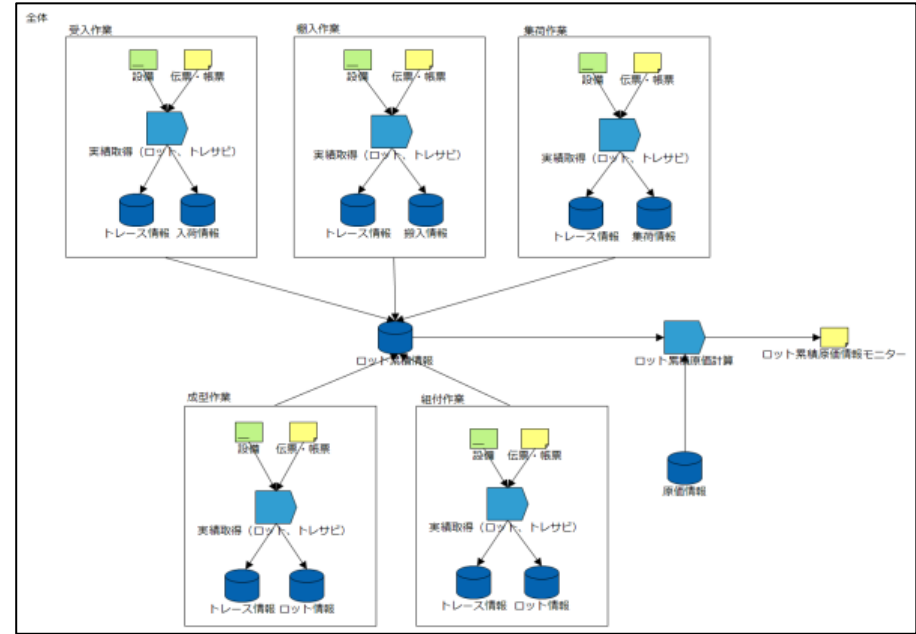 全体
受入作業
設備
伝票・帳票
実績取得（ロット、トレサビ）
トレース情報
入荷情報
棚入作業
設備
伝票・帳票
実績取得（ロット、トレサビ）
トレース情報
搬入情報
集荷作業
設備
伝票・帳票
実績取得（ロット、トレサビ）
トレース情報
集荷情報
ロット累積情報
ロット累積原価計算
ロット累積原価情報モニター
原価情報
成型作業
設備
伝票・帳票
実績取得（ロット、トレサビ）
トレース情報
ロット情報
組付作業
設備
伝票・帳票
実績取得（ロット、トレサビ）
トレース情報
ロット情報